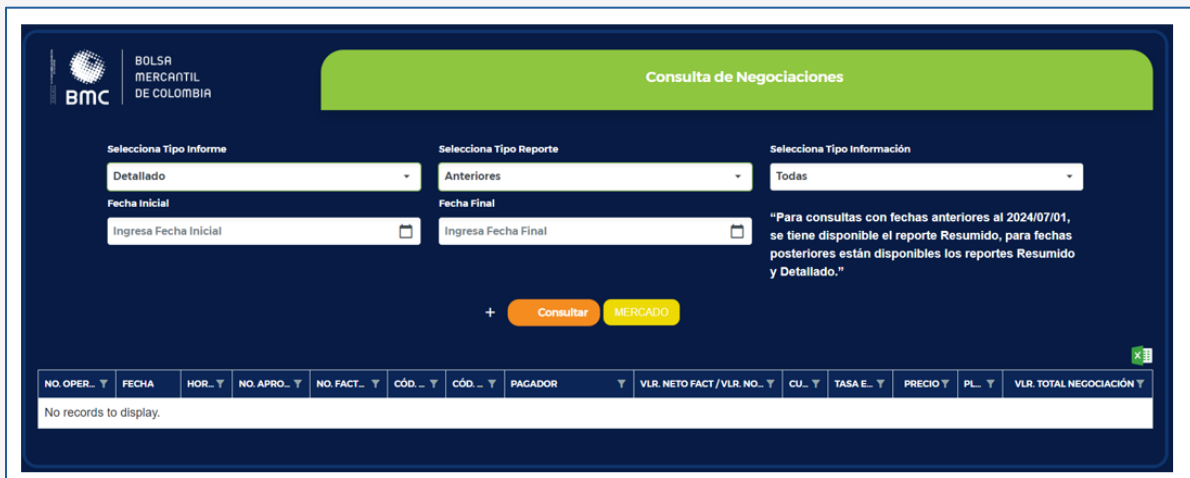 BMC
BOLSA
MERCANTIL
DE COLOMBIA
Consulta de Negociaciones
Selecciona Tipo Informe
Selecciona Tipo Reporte
Selecciona Tipo Información
Detallado
Anteriores
Todas
Fecha Inicial
Fecha Final
Ingresa Fecha Inicial
Ingresa Fecha Final
“Para consultas con fechas anteriores al 2024/07/01,
se tiene disponible el reporte Resumido, para fechas
posteriores están disponibles los reportes Resumido
y Detallado.”
+ Consultar MERCADO
NO. OPER... FECHA HOR... NO. APRO... NO. FACT... CÓD. ... CÓD. ... PAGADOR VLR. NETO FACT / VLR. NO... CU... TASA E... PRECIO PL... VLR. TOTAL NEGOCIACIÓN
No records to display.